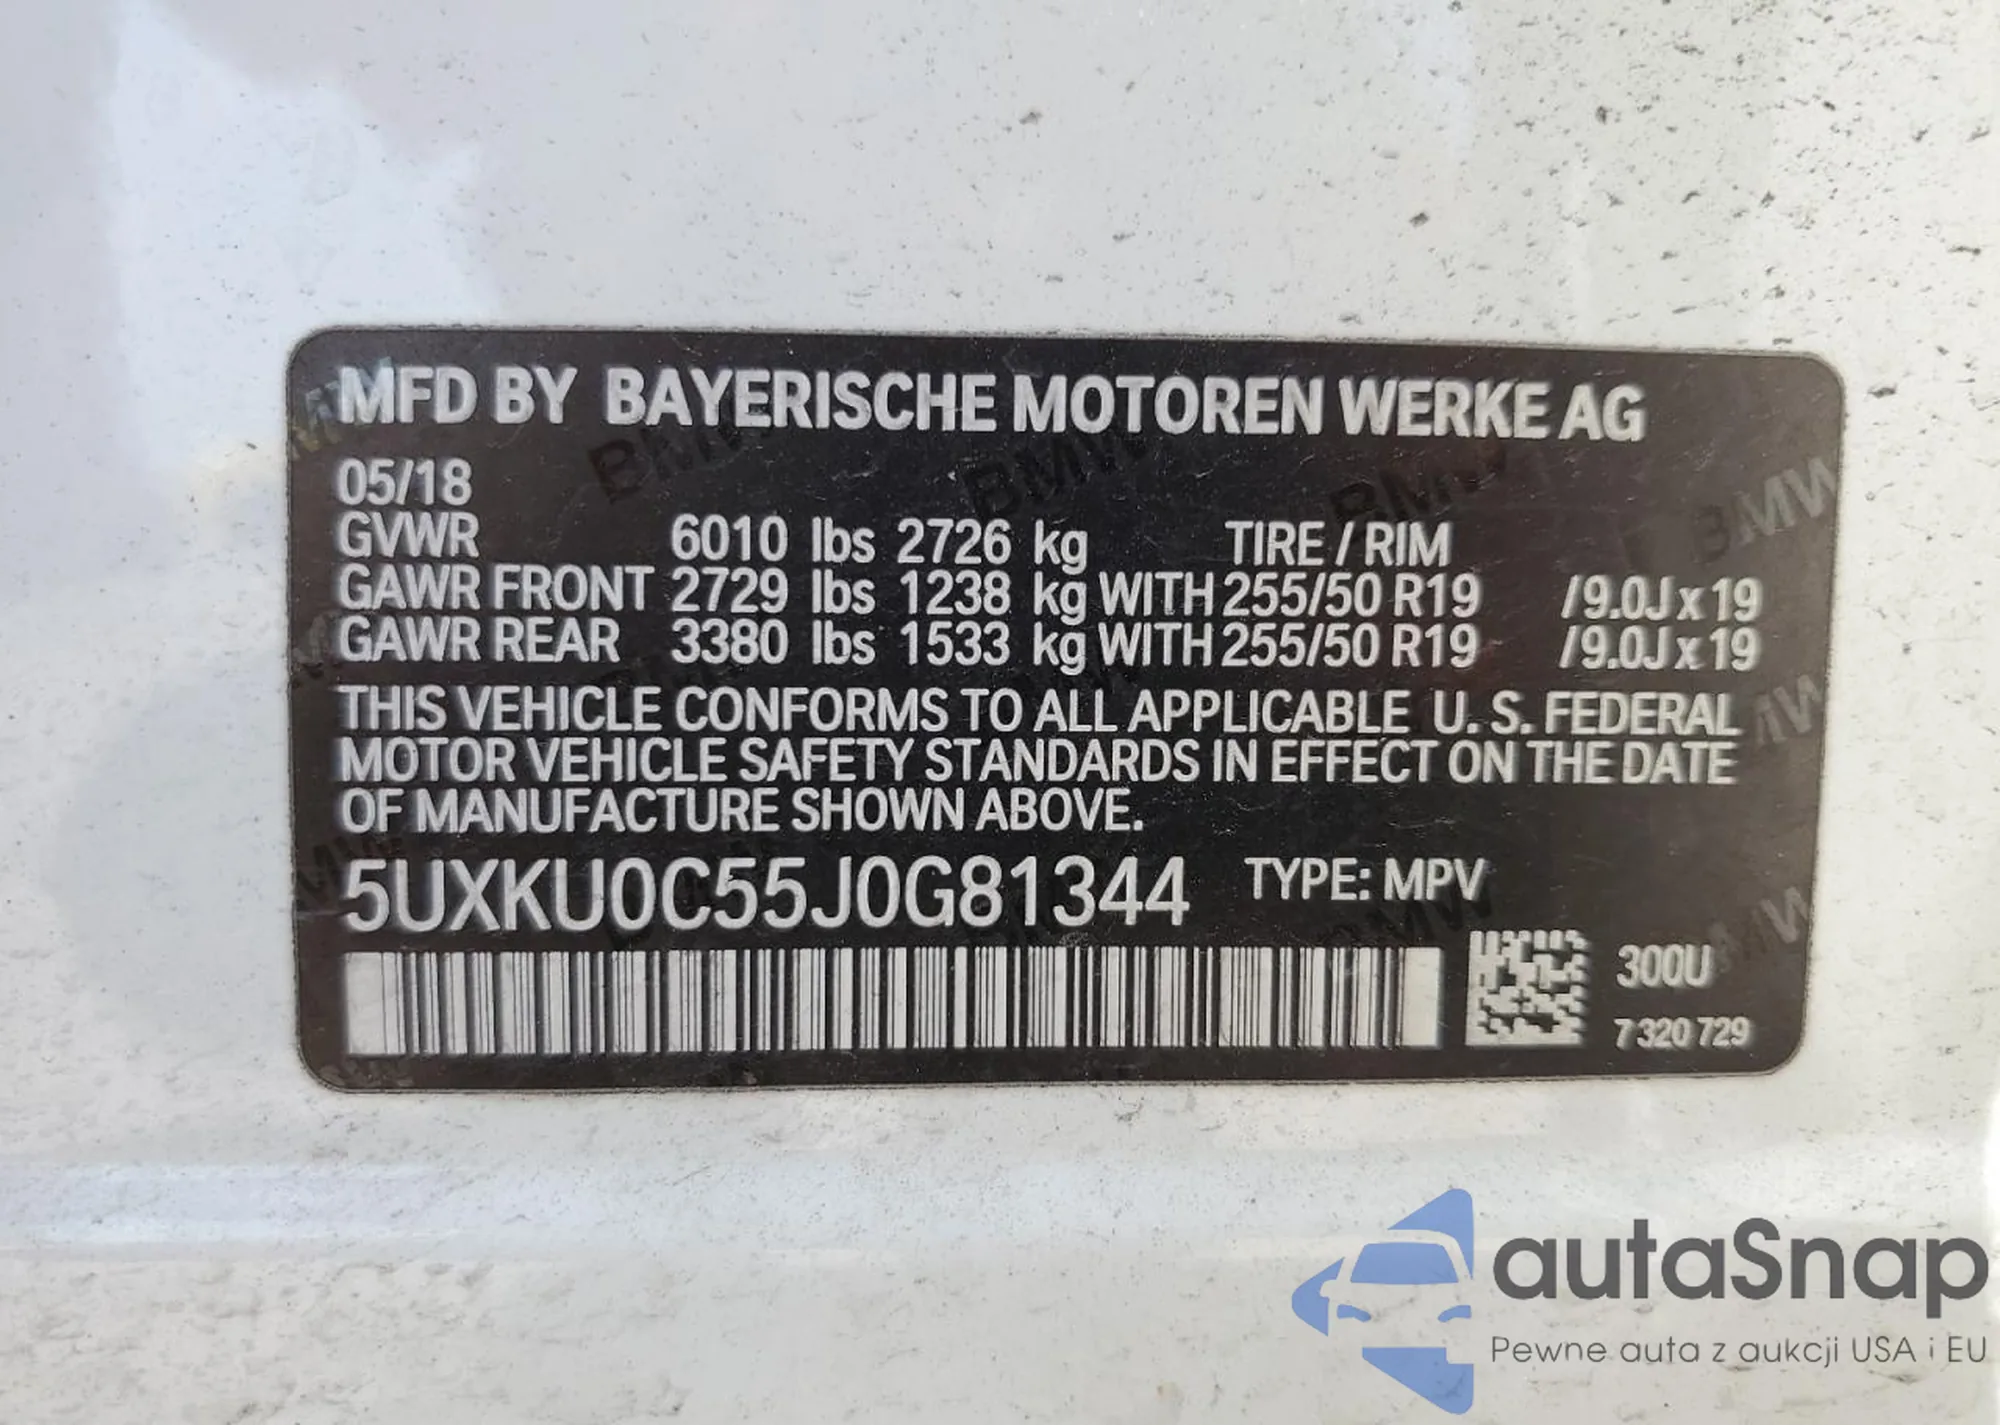 MFD BY BAYERISCHE MOTOREN WERKE AG
05/18
GVWR 6010 lbs 2726 kg TIRE / RIM
GAWR FRONT 2729 lbs 1238 kg WITH 255/50 R19 /9.0J x 19
GAWR REAR 3380 lbs 1533 kg WITH 255/50 R19 /9.0J x 19
THIS VEHICLE CONFORMS TO ALL APPLICABLE U. S. FEDERAL
MOTOR VEHICLE SAFETY STANDARDS IN EFFECT ON THE DATE
OF MANUFACTURE SHOWN ABOVE.
5UXKU0C55J0G81344 TYPE: MPV
300U
7 320 729
autaSnap
Pewne auta z aukcji USA i EU